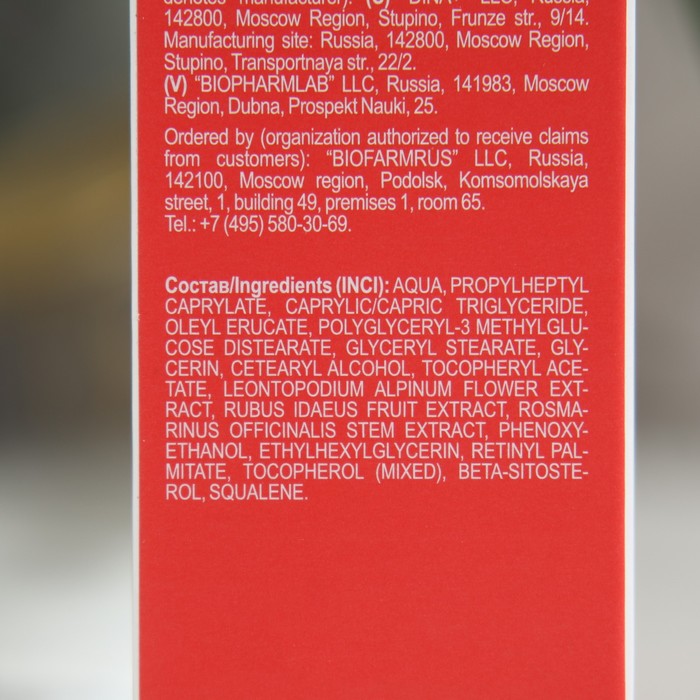 denotes manufacturer): (G) "DINA+" LLC, Russia,
142800, Moscow Region, Stupino, Frunze str., 9/14.
Manufacturing site: Russia, 142800, Moscow Region,
Stupino, Transportnaya str., 22/2.
(V) “BIOPHARMLAB” LLC, Russia, 141983, Moscow
Region, Dubna, Prospekt Nauki, 25.
Ordered by (organization authorized to receive claims
from customers): “BIOFARMRUS” LLC, Russia,
142100, Moscow region, Podolsk, Komsomolskaya
street, 1, building 49, premises 1, room 65.
Tel.: +7 (495) 580-30-69.
Состав/Ingredients (INCI): AQUA, PROPYLHEPTYL
CAPRYLATE, CAPRYLIC/CAPRIC TRIGLYCERIDE,
OLEYL ERUCATE, POLYGLYCERYL-3 METHYLGLU-
COSE DISTEARATE, GLYCERYL STEARATE, GLY-
CERIN, CETEARYL ALCOHOL, TOCOPHERYL ACE-
TATE, LEONTOPODIUM ALPINUM FLOWER EXT-
RACT, RUBUS IDAEUS FRUIT EXTRACT, ROSMA-
RINUS OFFICINALIS STEM EXTRACT, PHENOXY-
ETHANOL, ETHYLHEXYLGLYCERIN, RETINYL PAL-
MITATE, TOCOPHEROL (MIXED), BETA-SITOSTE-
ROL, SQUALENE.